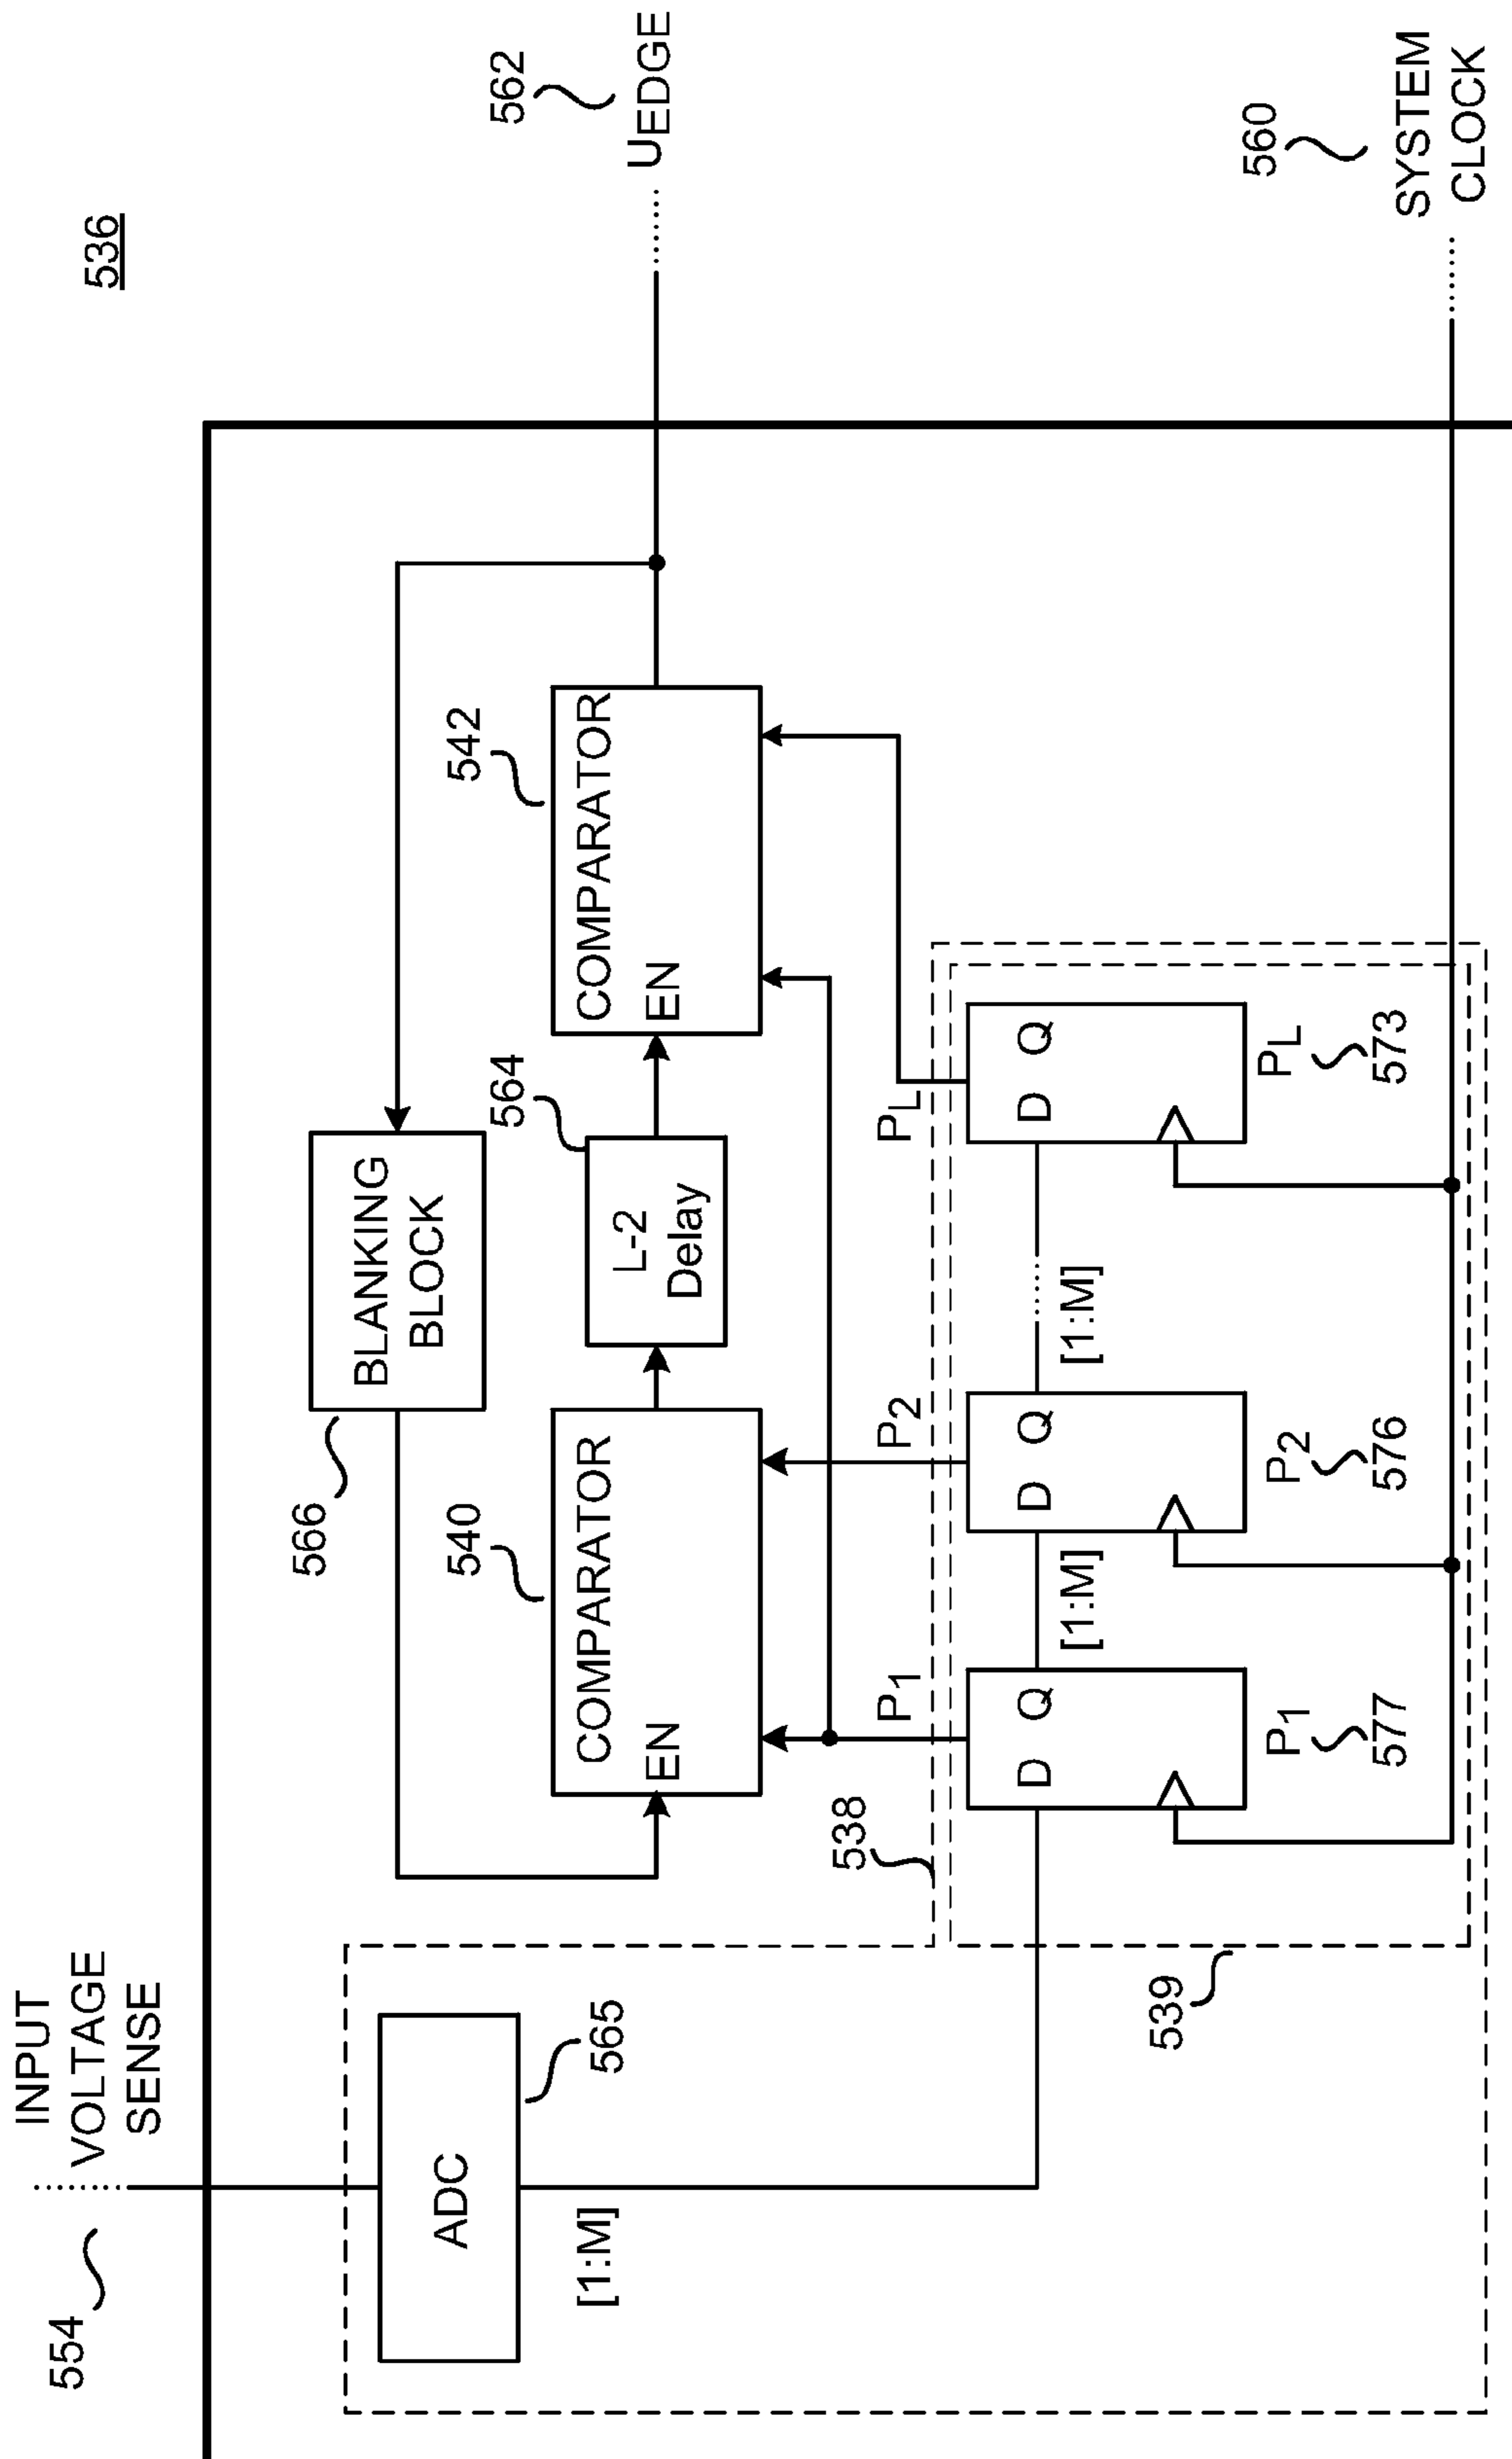 536
INPUT
VOLTAGE
SENSE
554
566
BLANKING
BLOCK
562
UEDGE
540
COMPARATOR
EN
564
L-2
Delay
542
COMPARATOR
EN
ADC
565
[1:M]
538
P1
P2
PL
D Q
[1:M]
D Q
[1:M]
D Q
539
P1
577
P2
576
PL
573
560
SYSTEM
CLOCK